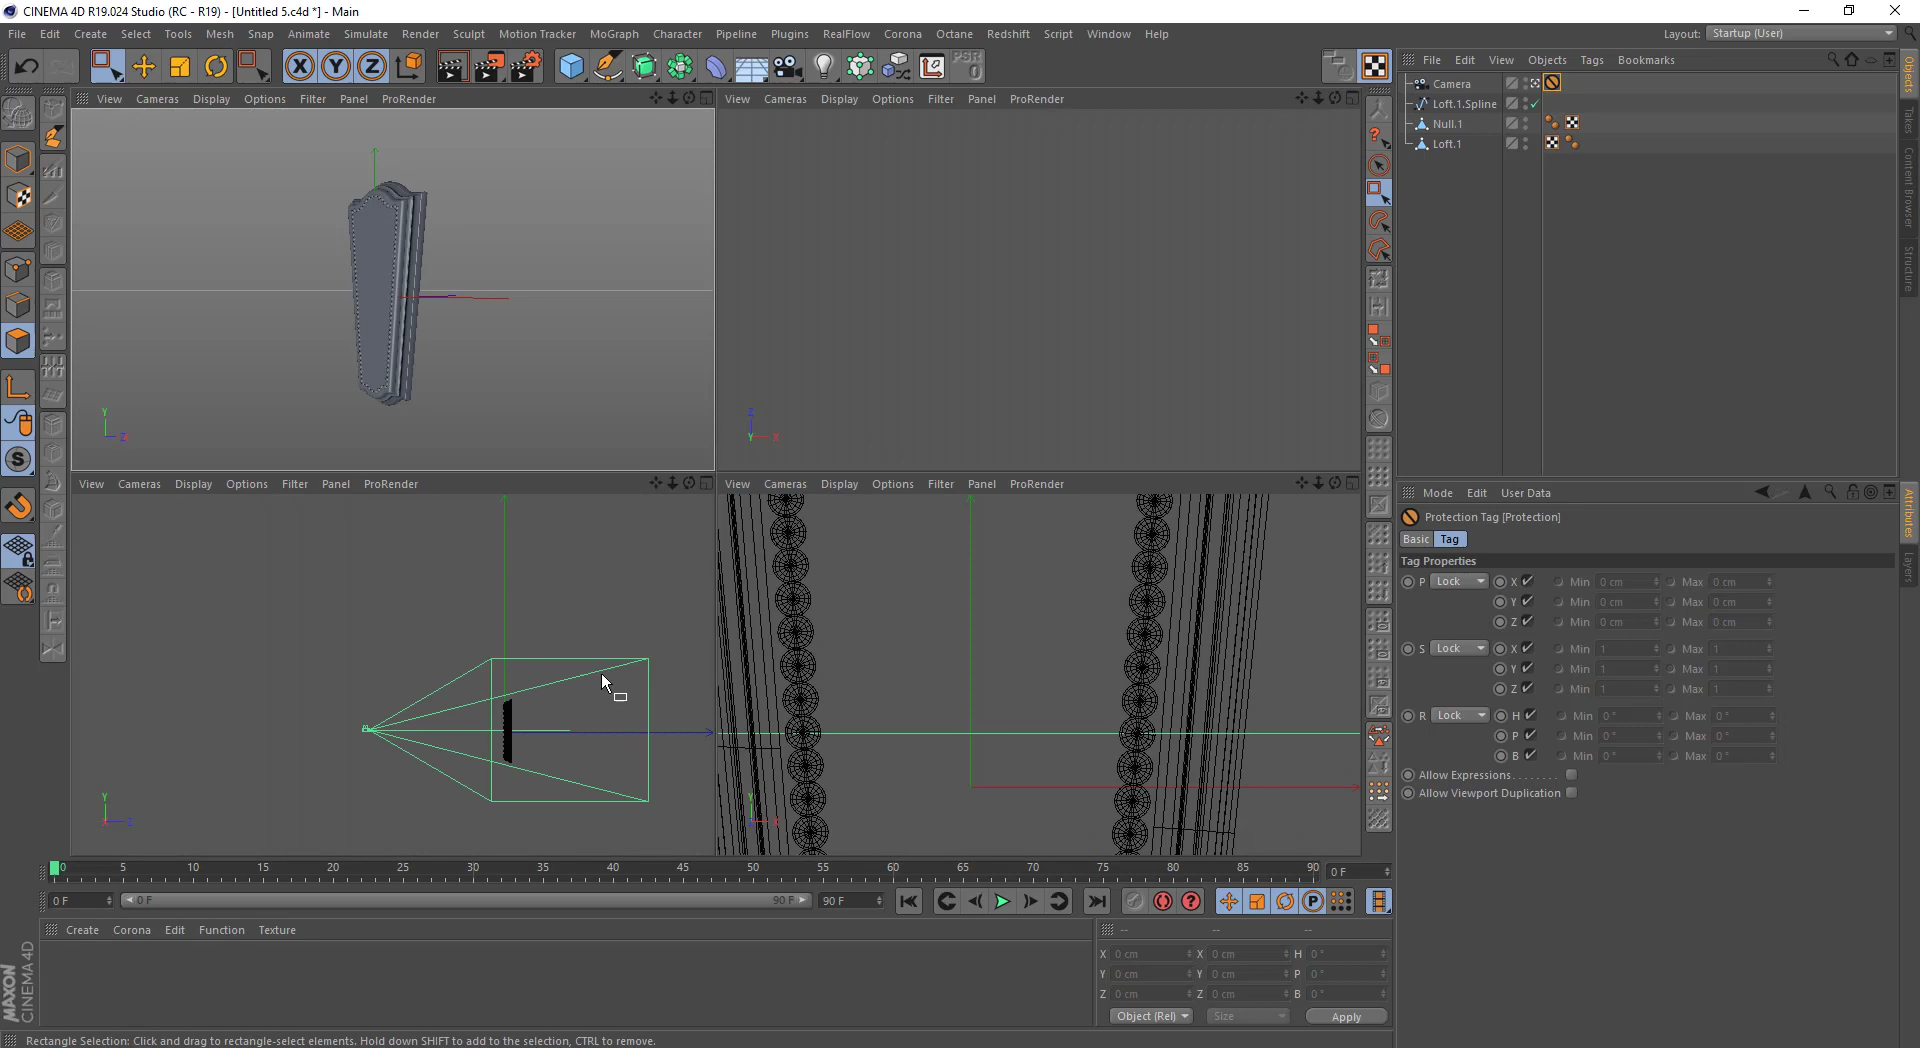 CINEMA 4D R19.024 Studio (RC - R19) - [Untitled 5.c4d *] - Main
File Edit Create Select Tools Mesh Snap Animate Simulate Render Sculpt Motion Tracker MoGraph Character Pipeline Plugins RealFlow Corona Octane Redshift Script Window Help Layout: Startup (User)
X Y Z PSR 0
File Edit View Objects Tags Bookmarks
View Cameras Display Options Filter Panel ProRender
View Cameras Display Options Filter Panel ProRender
Camera
Loft.1.Spline
Null.1
Loft.1
Objects
Takes
Content Browser
Structure
Y Z
Z Y X
View Cameras Display Options Filter Panel ProRender
View Cameras Display Options Filter Panel ProRender
Mode Edit User Data
Protection Tag [Protection]
Basic Tag
Tag Properties
P Lock X Min 0 cm Max 0 cm
Y Min 0 cm Max 0 cm
Z Min 0 cm Max 0 cm
S Lock X Min 1 Max 1
Y Min 1 Max 1
Z Min 1 Max 1
R Lock H Min 0 ° Max 0 °
P Min 0 ° Max 0 °
B Min 0 ° Max 0 °
Allow Expressions . . . . . . . .
Allow Viewport Duplication
Attributes
Layers
Y X Z
Y Z X
0 5 10 15 20 25 30 35 40 45 50 55 60 65 70 75 80 85 90 0 F
0 F 0 F 90 F 90 F
Create Corona Edit Function Texture
-- -- --
X 0 cm X 0 cm H 0 °
Y 0 cm Y 0 cm P 0 °
Z 0 cm Z 0 cm B 0 °
Object (Rel) Size Apply
MAXON CINEMA 4D
Rectangle Selection: Click and drag to rectangle-select elements. Hold down SHIFT to add to the selection, CTRL to remove.